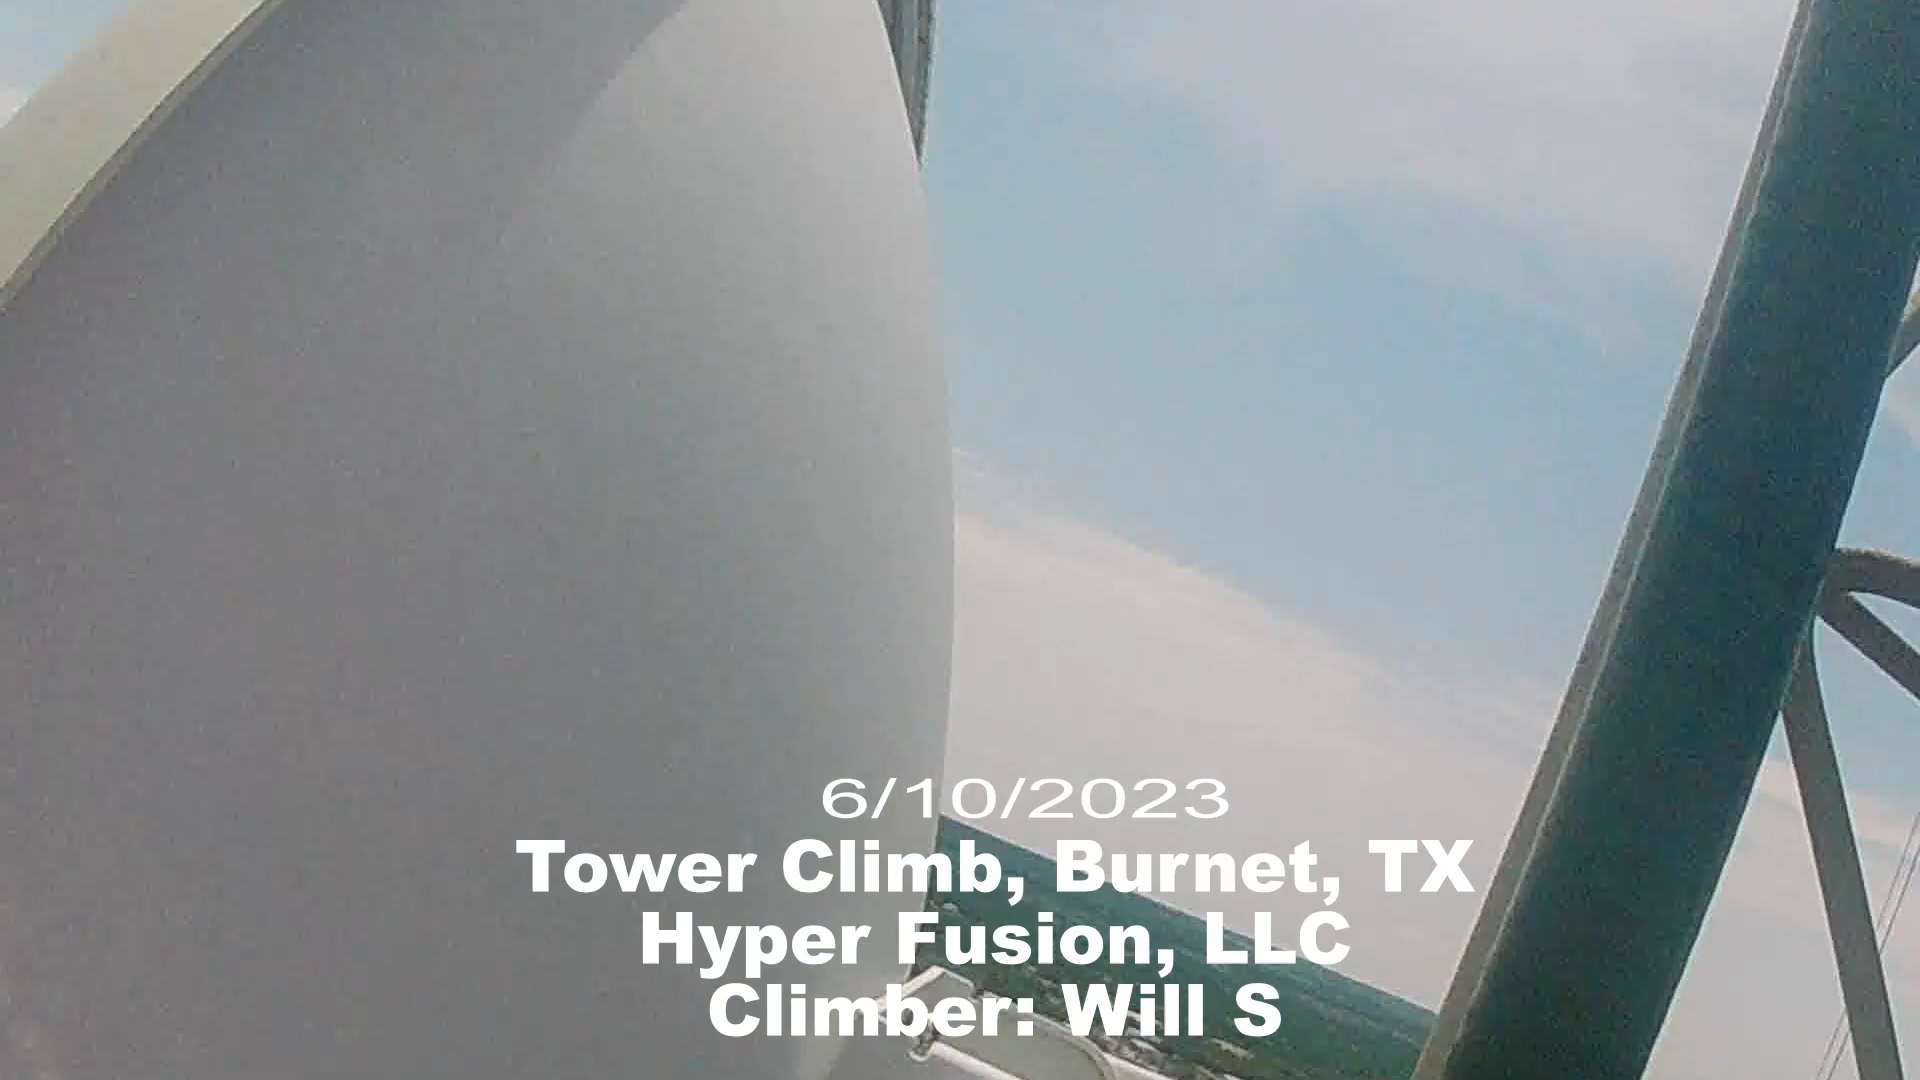 6/10/2023
Tower Climb, Burnet, TX
Hyper Fusion, LLC
Climber: Will S